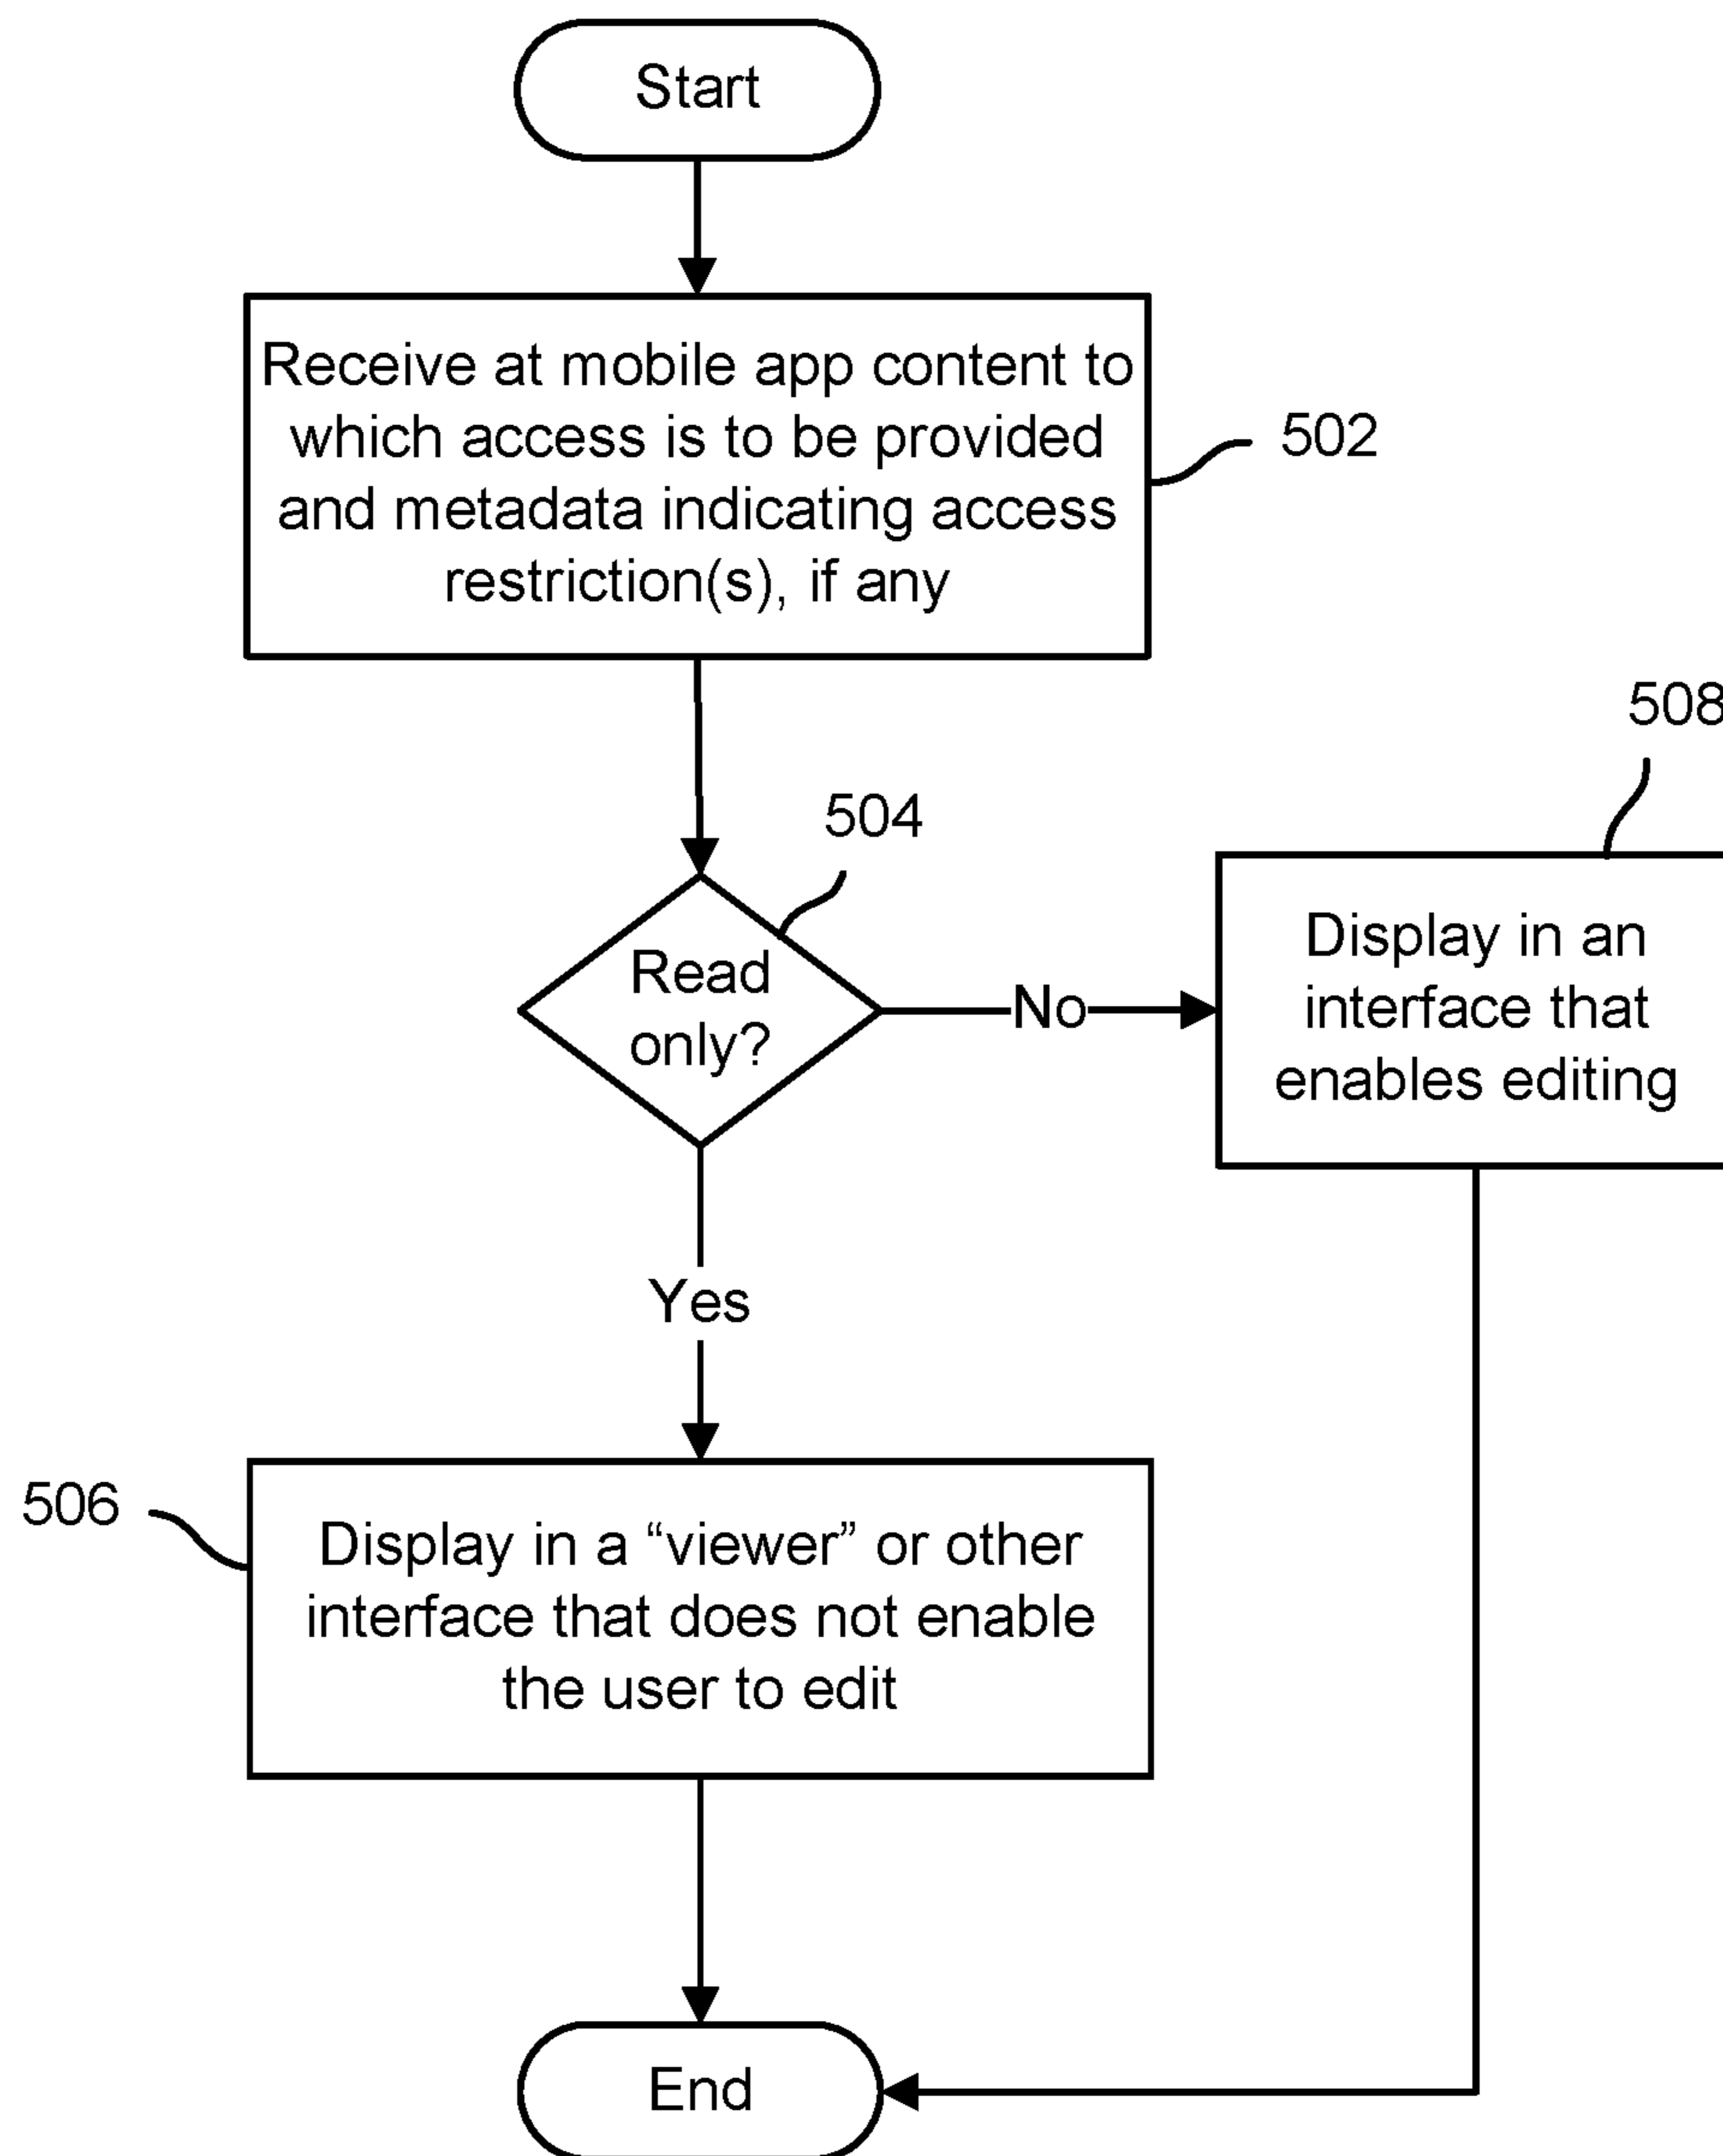 Start
Receive at mobile app content to
which access is to be provided
and metadata indicating access
restriction(s), if any
502
508
504
Read
only?
No
Display in an
interface that
enables editing
Yes
506
Display in a “viewer” or other
interface that does not enable
the user to edit
End